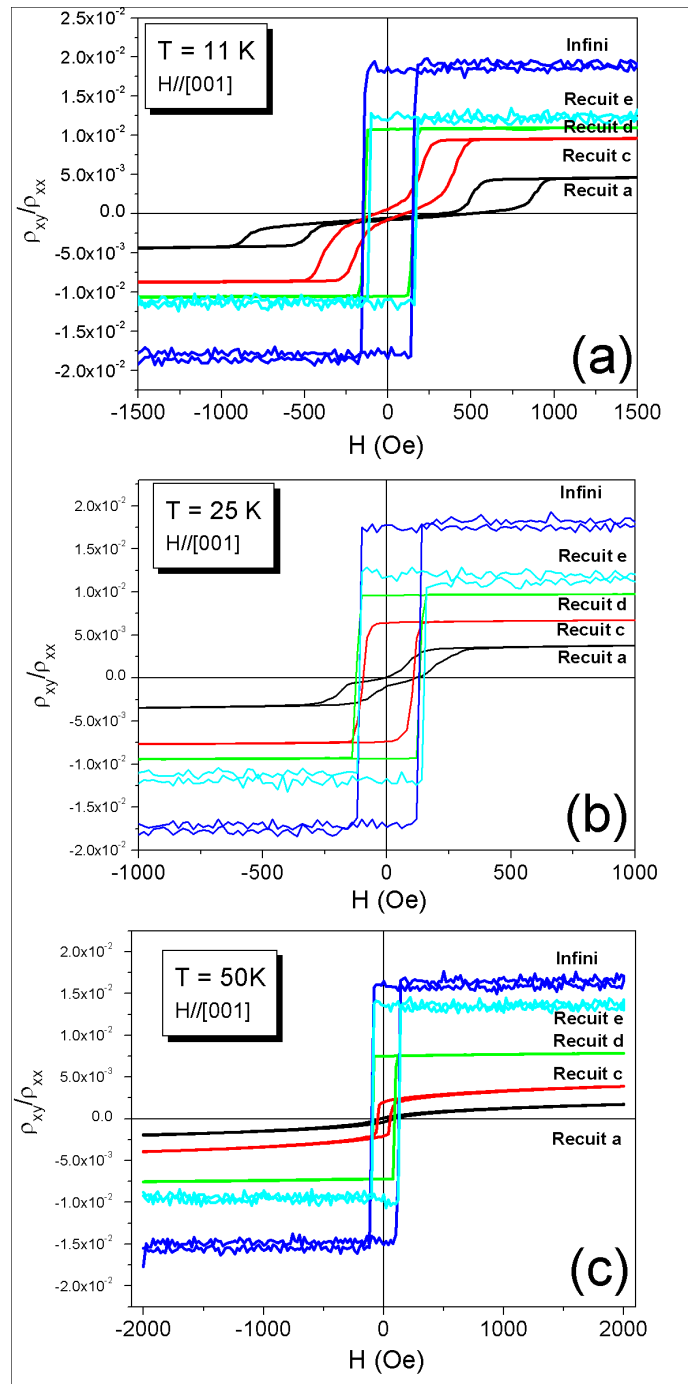 T = 11 K
H//[001]
2.5x10⁻²
2.0x10⁻²
1.5x10⁻²
1.0x10⁻²
5.0x10⁻³
0.0
-5.0x10⁻³
-1.0x10⁻²
-1.5x10⁻²
-2.0x10⁻²
ρxy/ρxx
Infini
Recuit e
Recuit d
Recuit c
Recuit a
(a)
-1500 -1000 -500 0 500 1000 1500
H (Oe)
T = 25 K
H//[001]
2.0x10⁻²
1.5x10⁻²
1.0x10⁻²
5.0x10⁻³
0.0
-5.0x10⁻³
-1.0x10⁻²
-1.5x10⁻²
-2.0x10⁻²
ρxy/ρxx
Infini
Recuit e
Recuit d
Recuit c
Recuit a
(b)
-1000 -500 0 500 1000
H (Oe)
T = 50K
H//[001]
2.0x10⁻²
1.5x10⁻²
1.0x10⁻²
5.0x10⁻³
0.0
-5.0x10⁻³
-1.0x10⁻²
-1.5x10⁻²
-2.0x10⁻²
ρxy/ρxx
Infini
Recuit e
Recuit d
Recuit c
Recuit a
(c)
-2000 -1000 0 1000 2000
H (Oe)